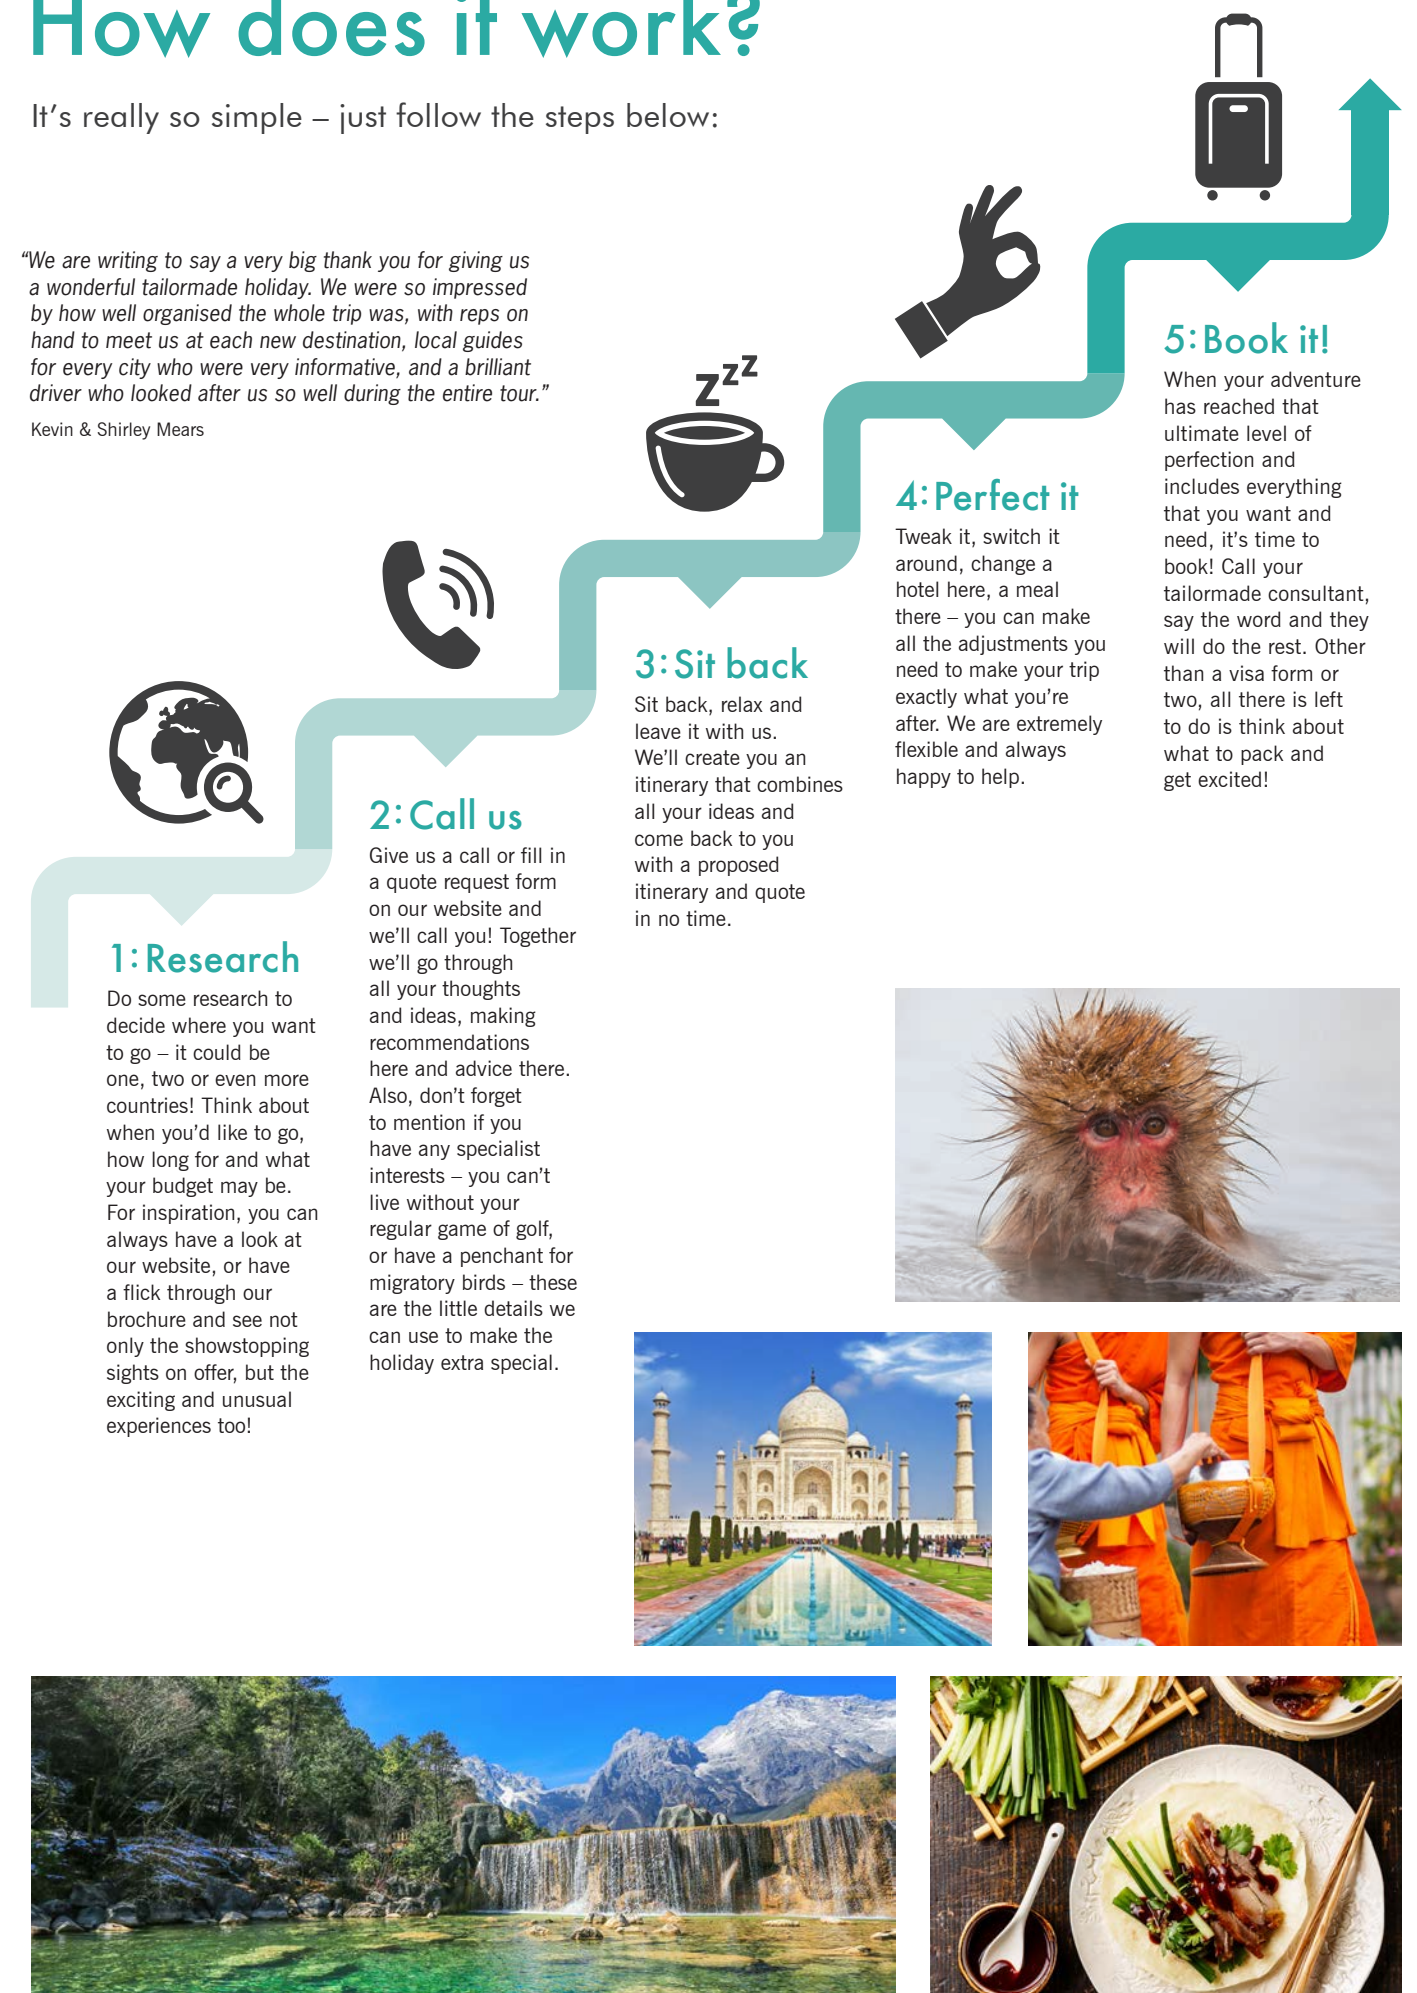 How does it work?
It's really so simple – just follow the steps below:
“We are writing to say a very big thank you for giving us
a wonderful tailormade holiday. We were so impressed
by how well organised the whole trip was, with reps on
hand to meet us at each new destination, local guides
for every city who were very informative, and a brilliant
driver who looked after us so well during the entire tour.”
Kevin & Shirley Mears
zzz
1: Research
Do some research to
decide where you want
to go – it could be
one, two or even more
countries! Think about
when you'd like to go,
how long for and what
your budget may be.
For inspiration, you can
always have a look at
our website, or have
a flick through our
brochure and see not
only the showstopping
sights on offer, but the
exciting and unusual
experiences too!
2: Call us
Give us a call or fill in
a quote request form
on our website and
we'll call you! Together
we'll go through
all your thoughts
and ideas, making
recommendations
here and advice there.
Also, don't forget
to mention if you
have any specialist
interests – you can't
live without your
regular game of golf,
or have a penchant for
migratory birds – these
are the little details we
can use to make the
holiday extra special.
3: Sit back
Sit back, relax and
leave it with us.
We'll create you an
itinerary that combines
all your ideas and
come back to you
with a proposed
itinerary and quote
in no time.
4: Perfect it
Tweak it, switch it
around, change a
hotel here, a meal
there – you can make
all the adjustments you
need to make your trip
exactly what you're
after. We are extremely
flexible and always
happy to help.
5: Book it!
When your adventure
has reached that
ultimate level of
perfection and
includes everything
that you want and
need, it's time to
book! Call your
tailormade consultant,
say the word and they
will do the rest. Other
than a visa form or
two, all there is left
to do is think about
what to pack and
get excited!